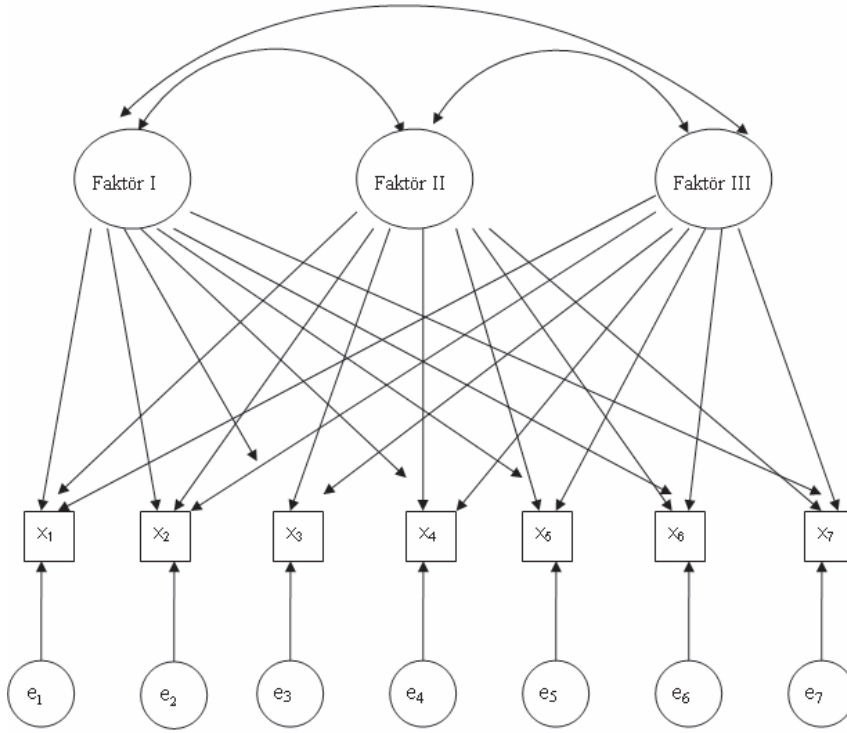 Faktör I Faktör II Faktör III
x₁ x₂ x₃ x₄ x₅ x₆ x₇
e₁ e₂ e₃ e₄ e₅ e₆ e₇